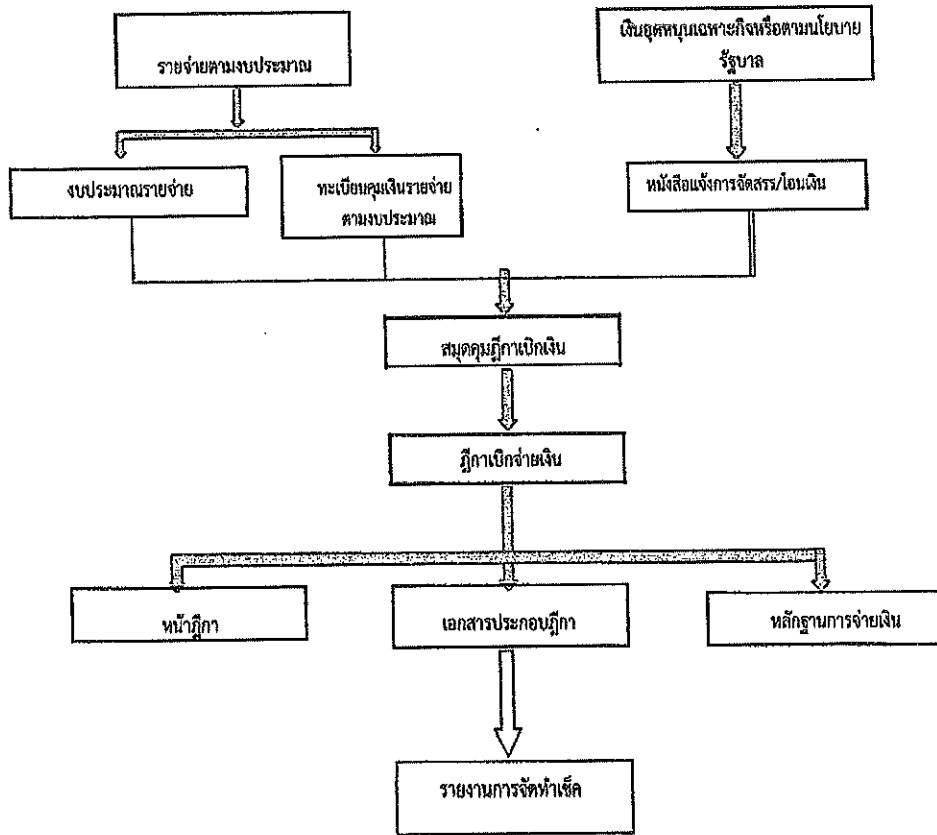 รายจ่ายตามงบประมาณ
เงินอุดหนุนเฉพาะกิจหรือตามนโยบาย
รัฐบาล
งบประมาณรายจ่าย
ทะเบียนคุมเงินรายจ่าย
ตามงบประมาณ
หนังสือแจ้งการจัดสรร/โอนเงิน
สมุดคุมฎีกาเบิกเงิน
ฎีกาเบิกจ่ายเงิน
หน้าฎีกา
เอกสารประกอบฎีกา
หลักฐานการจ่ายเงิน
รายงานการจัดทำเช็ค